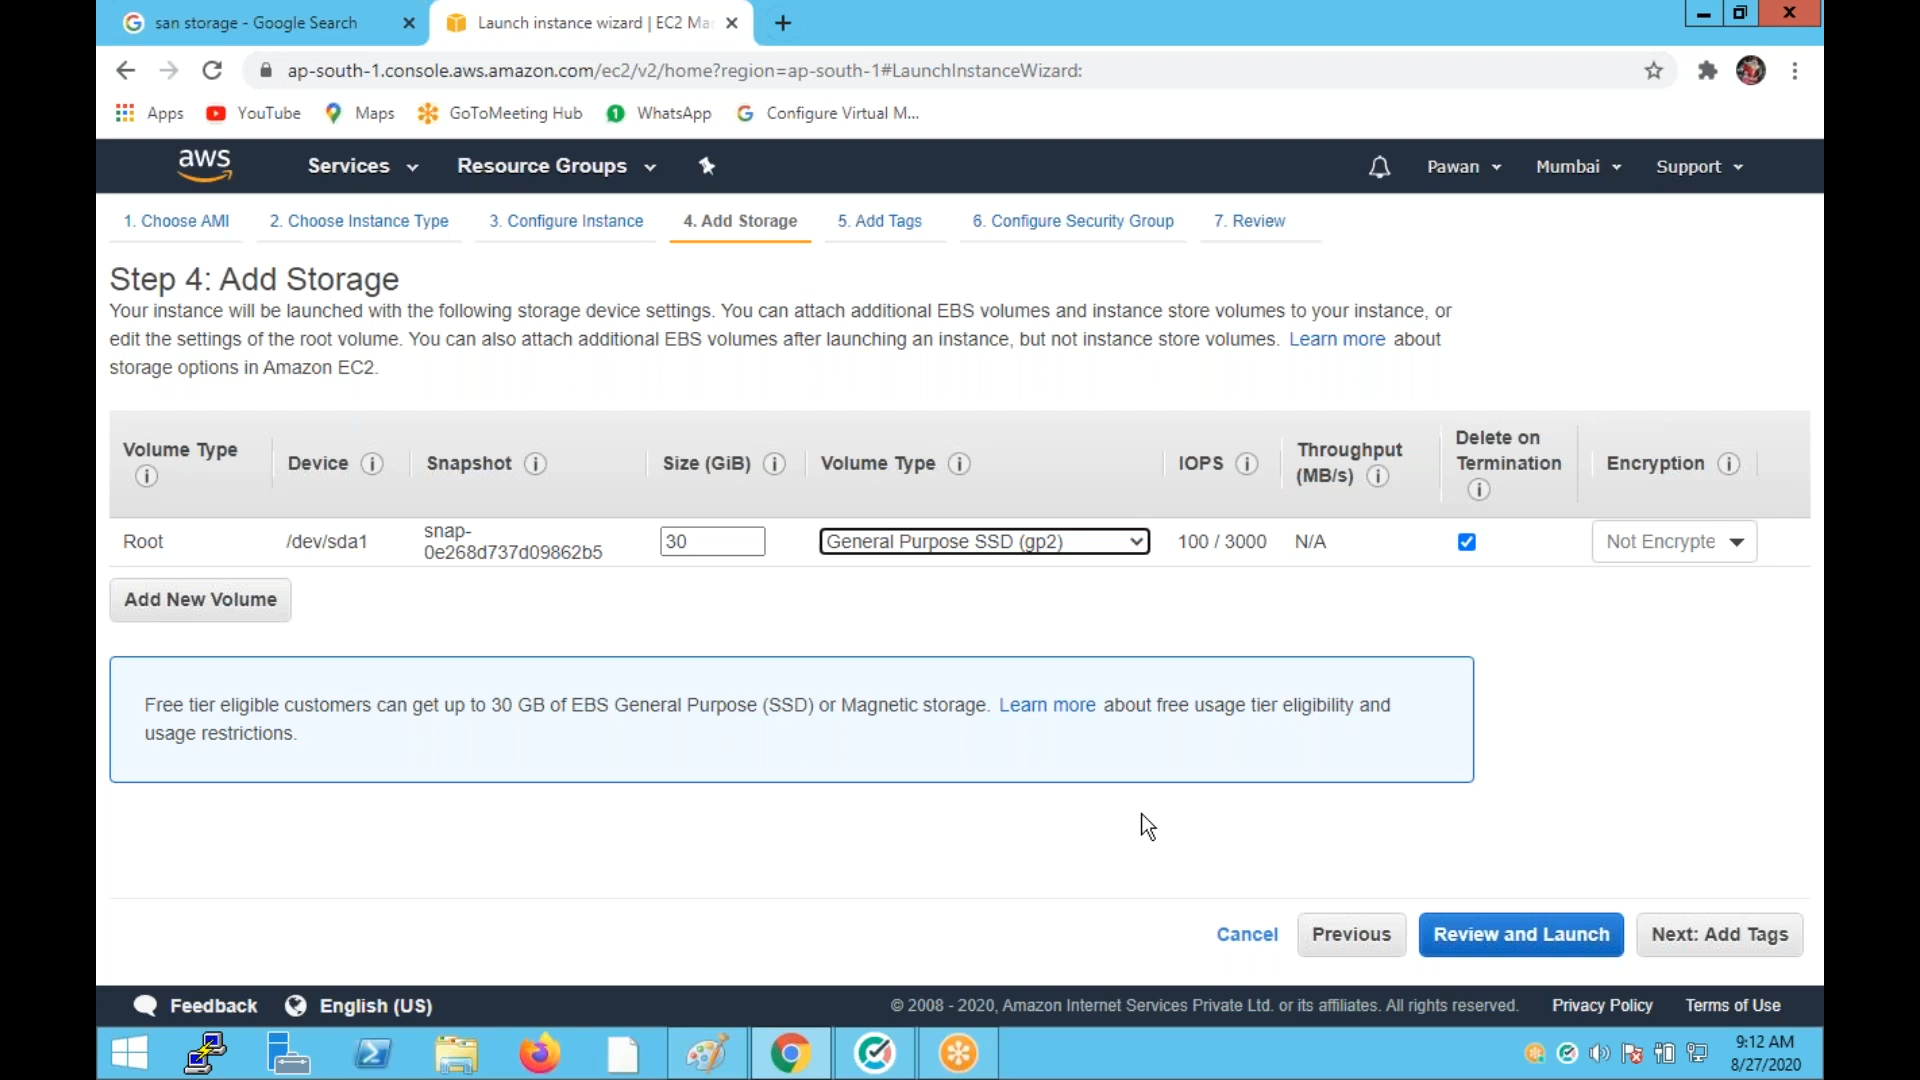 san storage - Google Search
Launch instance wizard | EC2 Ma
ap-south-1.console.aws.amazon.com/ec2/v2/home?region=ap-south-1#LaunchInstanceWizard:
Apps YouTube Maps GoToMeeting Hub 1 WhatsApp Configure Virtual M...
aws Services Resource Groups Pawan Mumbai Support
1. Choose AMI 2. Choose Instance Type 3. Configure Instance 4. Add Storage 5. Add Tags 6. Configure Security Group 7. Review
Step 4: Add Storage
Your instance will be launched with the following storage device settings. You can attach additional EBS volumes and instance store volumes to your instance, or
edit the settings of the root volume. You can also attach additional EBS volumes after launching an instance, but not instance store volumes. Learn more about
storage options in Amazon EC2.
Volume Type Device Snapshot Size (GiB) Volume Type IOPS Throughput (MB/s) Delete on Termination Encryption
Root /dev/sda1 snap-0e268d737d09862b5 30 General Purpose SSD (gp2) 100 / 3000 N/A Not Encrypte
Add New Volume
Free tier eligible customers can get up to 30 GB of EBS General Purpose (SSD) or Magnetic storage. Learn more about free usage tier eligibility and
usage restrictions.
Cancel Previous Review and Launch Next: Add Tags
Feedback English (US) © 2008 - 2020, Amazon Internet Services Private Ltd. or its affiliates. All rights reserved. Privacy Policy Terms of Use
9:12 AM
8/27/2020